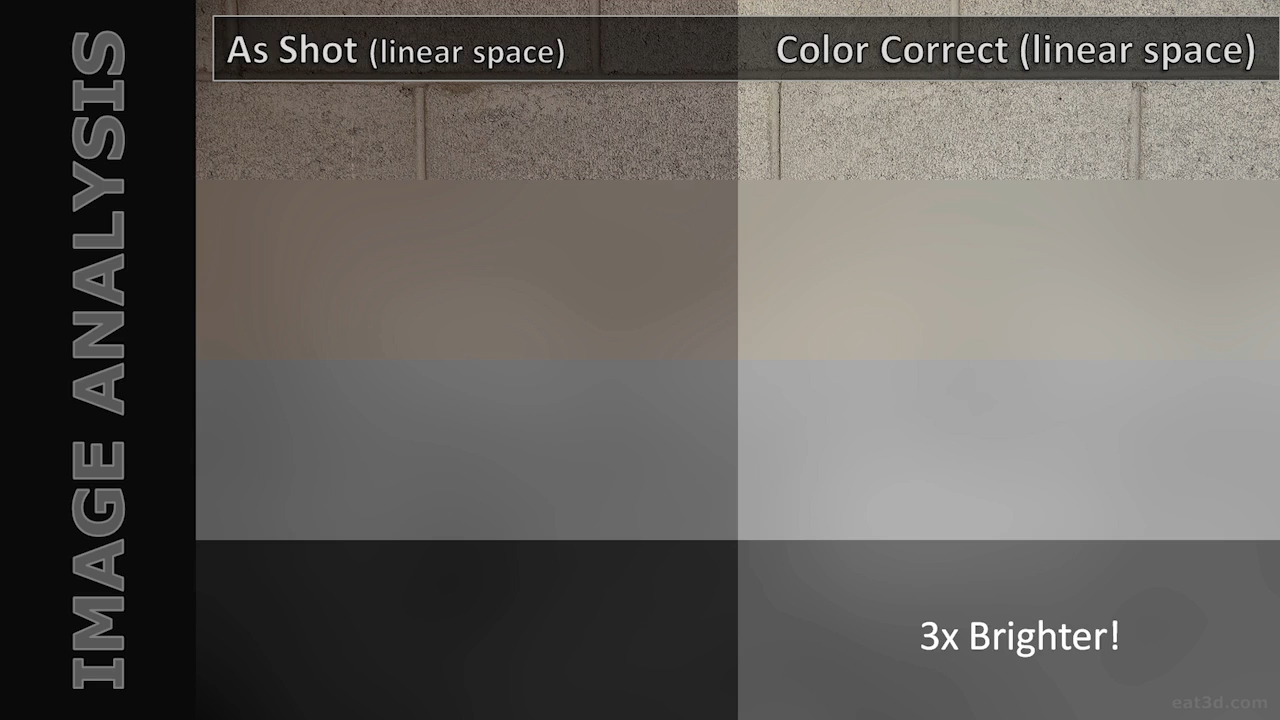 IMAGE ANALYSIS
As Shot (linear space)
Color Correct (linear space)
3x Brighter!
eat3d.com